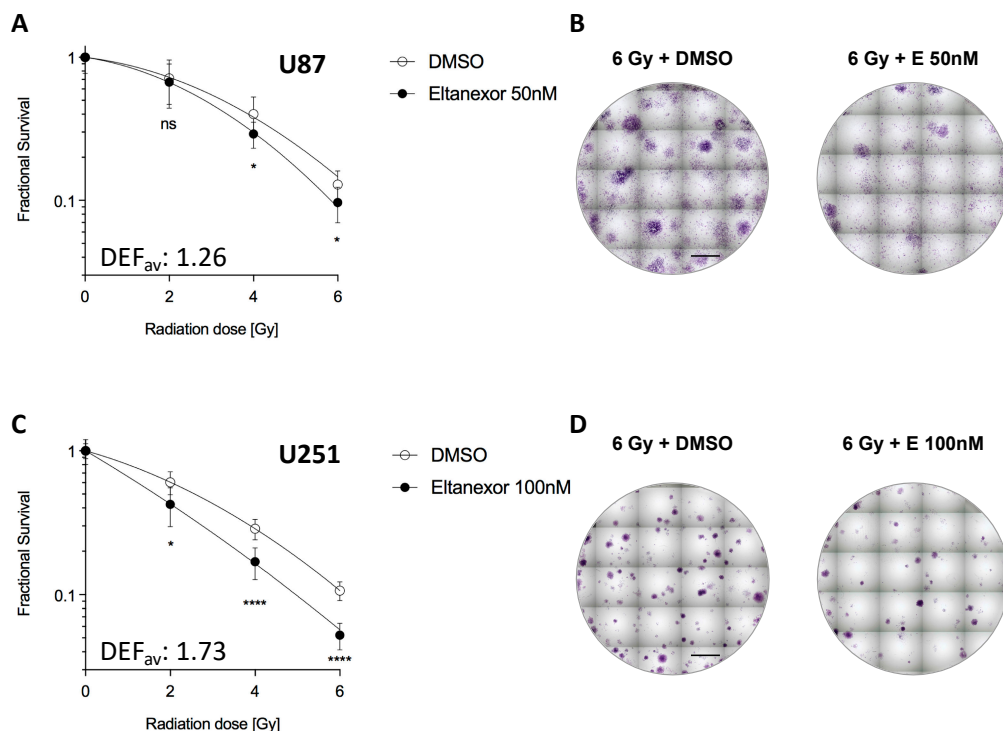 A
U87
DMSO
Eltanexor 50nM
Fractional Survival
1
0.1
ns
*
*
DEFav: 1.26
0
2
4
6
Radiation dose [Gy]
B
6 Gy + DMSO
6 Gy + E 50nM
C
U251
DMSO
Eltanexor 100nM
Fractional Survival
1
0.1
*
****
****
DEFav: 1.73
0
2
4
6
Radiation dose [Gy]
D
6 Gy + DMSO
6 Gy + E 100nM